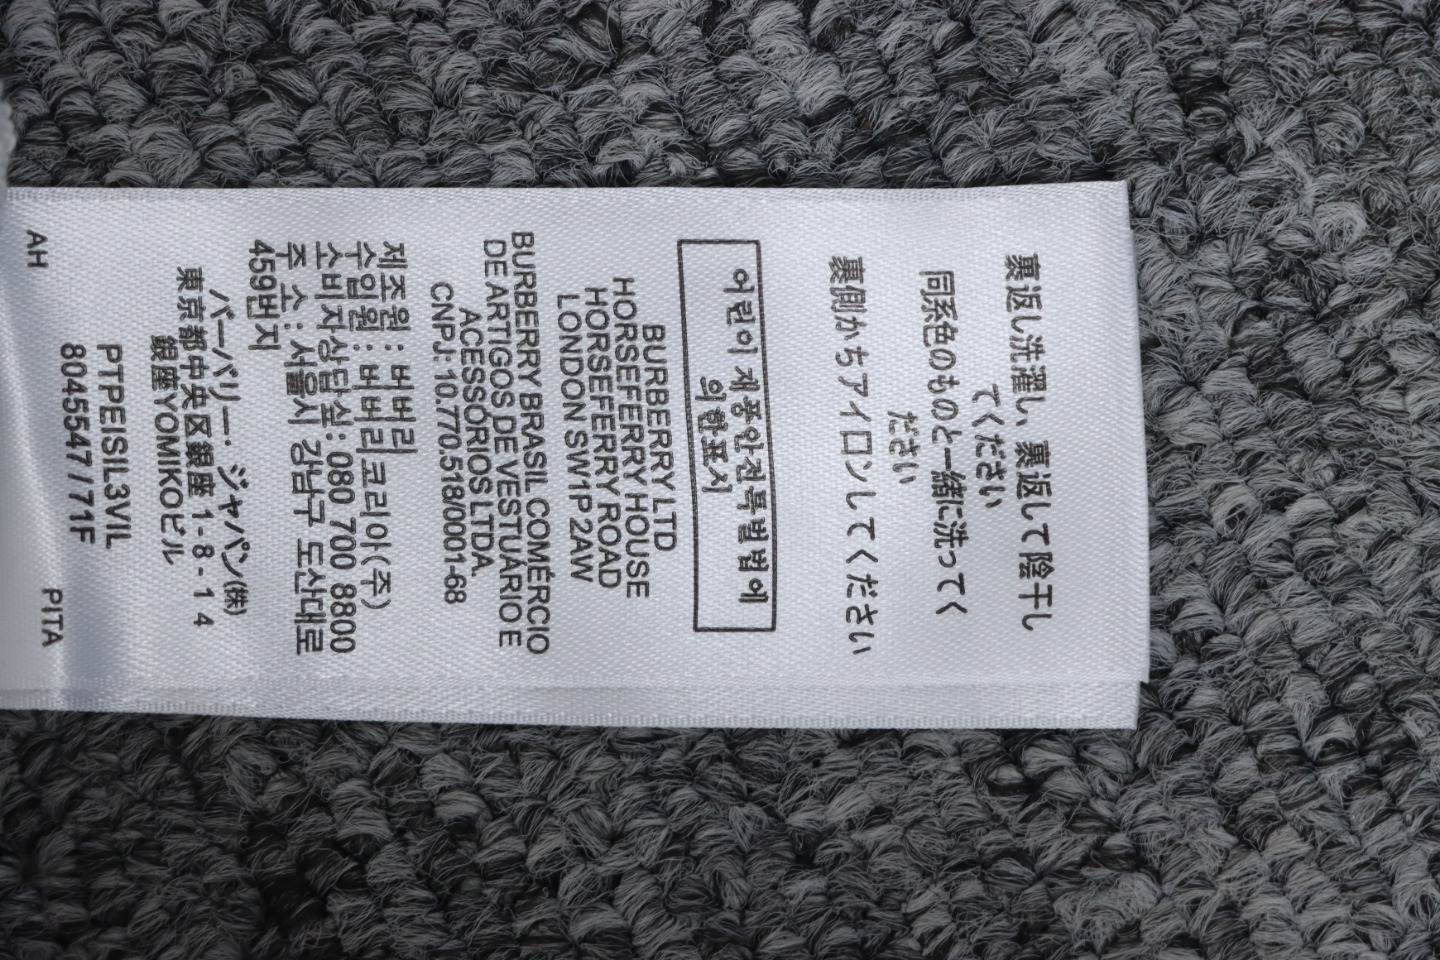 裏返し洗濯し、裏返して陰干し
てください
同系色のものと一緒に洗ってく
ださい
裏側からアイロンしてください
어린이제품안전특별법에
의한표시
BURBERRY LTD
HORSEFERRY HOUSE
HORSEFERRY ROAD
LONDON SW1P 2AW
BURBERRY BRASIL COMÉRCIO
DE ARTIGOS DE VESTUÁRIO E
ACESSÓRIOS LTDA.
CNPJ: 10.770.518/0001-68
제조원 : 버버리
수입원 : 버버리코리아(주)
소비자상담실 : 080 700 8800
주 소 : 서울시 강남구 도산대로
459번지
バーバリー・ジャパン(株)
東京都中央区銀座 1 - 8 - 1 4
銀座YOMIKOビル
PTPEISIL3VIL
8045547/71F
AH PITA